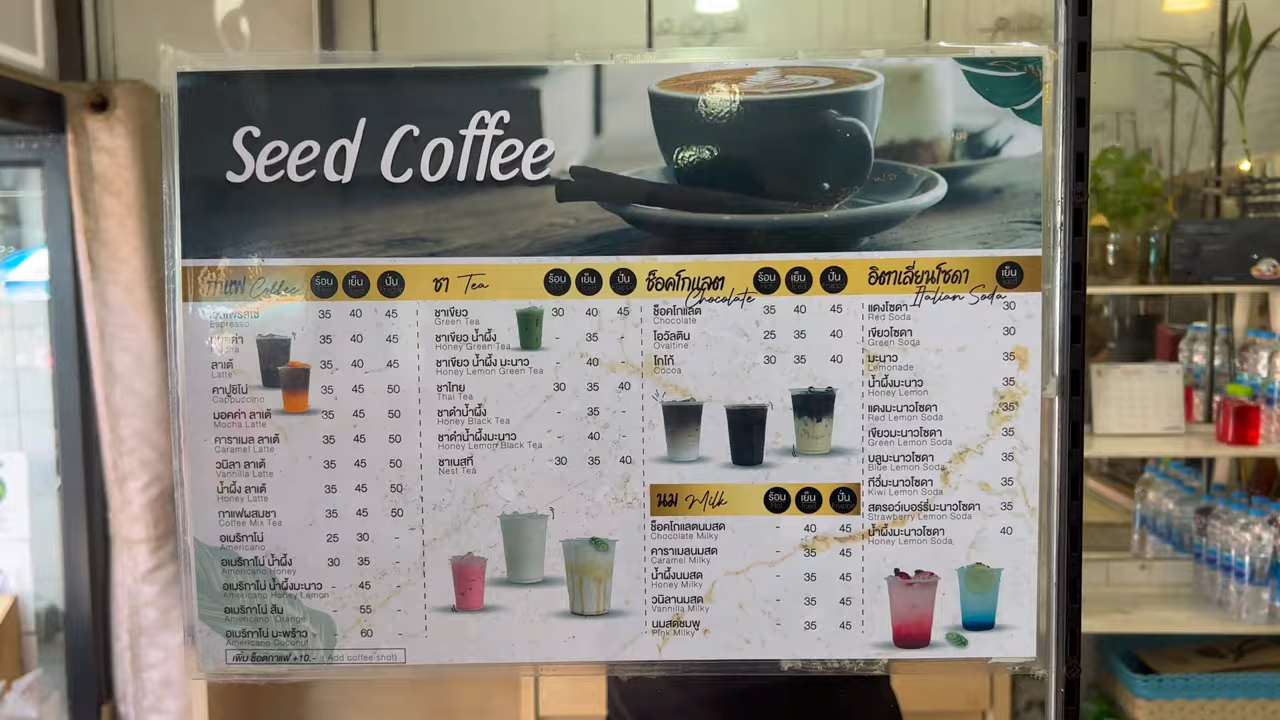 Seed Coffee
กาแฟ Coffee ร้อน Hot เย็น Iced ปั่น Frappe
Espresso 35 40 45
35 40 45
ลาเต้ Latte 35 40 45
คาปูชิโน่ Cappuccino 35 45 50
มอคค่า ลาเต้ Mocha Latte 35 45 50
คาราเมล ลาเต้ Caramel Latte 35 45 50
วนิลา ลาเต้ Vannilla Latte 35 45 50
น้ำผึ้ง ลาเต้ Honey Latte 35 45 50
กาแฟผสมชา Coffee Mix Tea 35 45 50
อเมริกาโน่ Americano 25 30 -
อเมริกาโน่ น้ำผึ้ง Americano Honey 30 35 -
อเมริกาโน่ น้ำผึ้งมะนาว Americano Honey Lemon - 45 -
อเมริกาโน่ ส้ม Americano Orange 55 -
อเมริกาโน่ มะพร้าว Americano Coconut - 60 -
เพิ่ม ช็อตกาแฟ +10.- ( Add coffee shot)
ชา Tea ร้อน Hot เย็น Iced ปั่น Frappe
ชาเขียว Green Tea 30 40 45
ชาเขียว น้ำผึ้ง Honey Green Tea - 35 -
ชาเขียว น้ำผึ้ง มะนาว Honey Lemon Green Tea - 40 -
ชาไทย Thai Tea 30 35 40
ชาดำน้ำผึ้ง Honey Black Tea - 35 -
ชาดำน้ำผึ้งมะนาว Honey Lemon Black Tea - 40 -
ชาเนสที Nest Tea 30 35 40
ช็อคโกแลต Chocolate ร้อน Hot เย็น Iced ปั่น Frappe
ช็อคโกแล็ต Chocolate 35 40 45
โอวัลติน Ovaltine 25 35 40
โกโก้ Cocoa 30 35 40
นม Milk ร้อน Hot เย็น Iced ปั่น Frappe
ช็อคโกแลตนมสด Chocolate Milky - 40 45
คาราเมลนมสด Caramel Milky - 35 45
น้ำผึ้งนมสด Honey Milky - 35 45
วนิลานมสด Vannilla Milky - 35 45
นมสดชมพู Pink Milky - 35 45
อิตาเลี่ยนโซดา Italian Soda เย็น
แดงโซดา Red Soda 30
เขียวโซดา Green Soda 30
มะนาว Lemonade 35
น้ำผึ้งมะนาว Honey Lemon 35
แดงมะนาวโซดา Red Lemon Soda 35
เขียวมะนาวโซดา Green Lemon Soda 35
บลูมะนาวโซดา Blue Lemon Soda 35
กีวี่มะนาวโซดา Kiwi Lemon Soda 35
สตรอว์เบอร์รี่มะนาวโซดา Strawberry Lemon Soda 35
น้ำผึ้งมะนาวโซดา Honey Lemon Soda 40